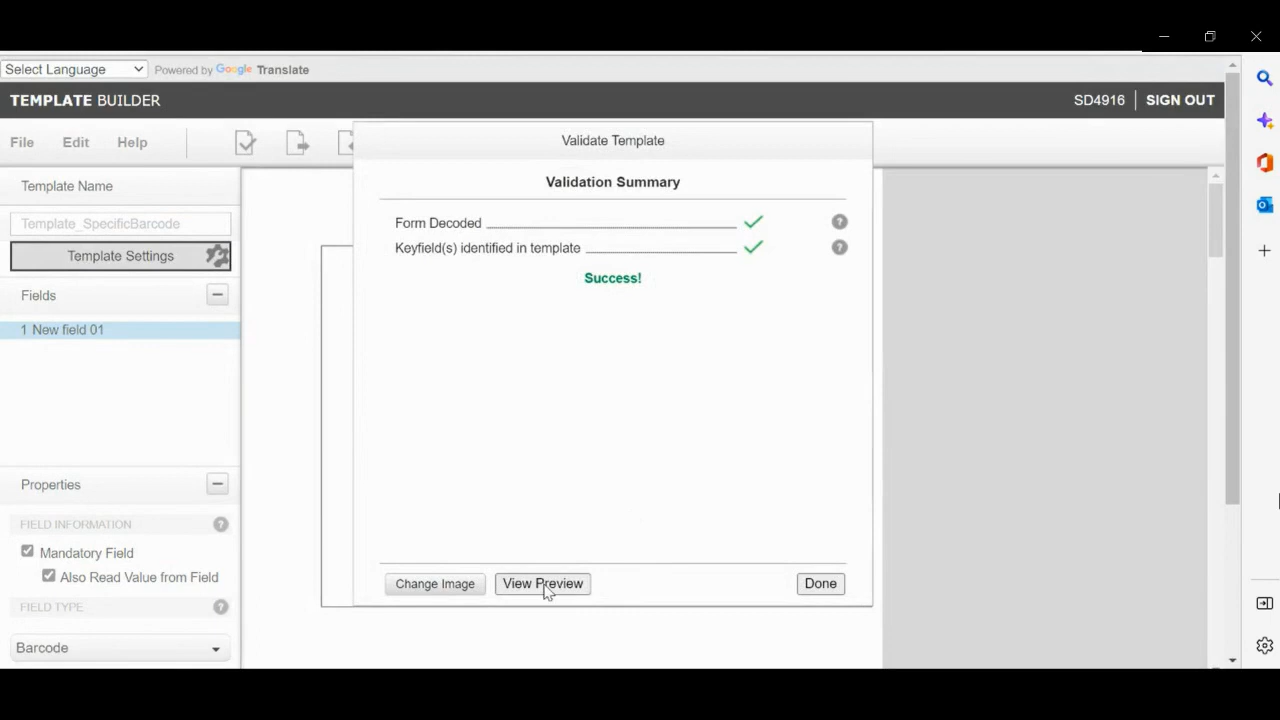 Select Language
Powered by Google Translate
TEMPLATE BUILDER
SD4916
SIGN OUT
File
Edit
Help
Template Name
Template_SpecificBarcode
Template Settings
Fields
1 New field 01
Properties
FIELD INFORMATION
Mandatory Field
Also Read Value from Field
FIELD TYPE
Barcode
Validate Template
Validation Summary
Form Decoded
Keyfield(s) identified in template
Success!
Change Image
View Preview
Done